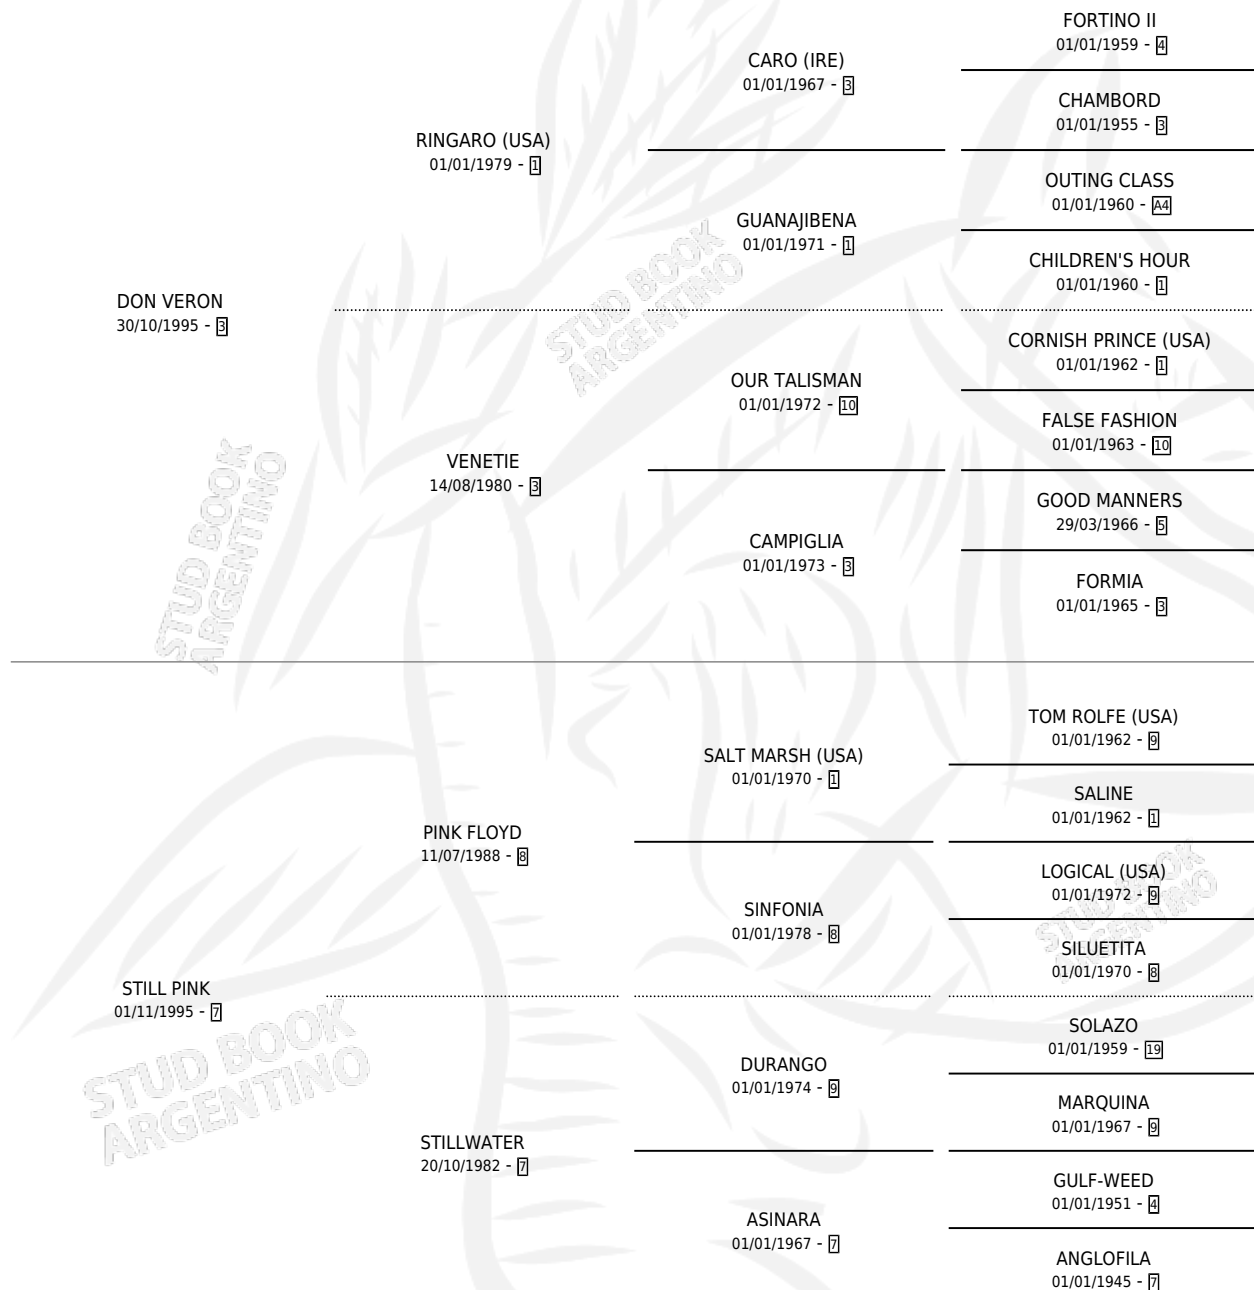 FORTINO II
01/01/1959 - 4
CARO (IRE)
01/01/1967 - 3
CHAMBORD
01/01/1955 - 3
RINGARO (USA)
01/01/1979 - 1
OUTING CLASS
01/01/1960 - A4
GUANAJIBENA
01/01/1971 - 1
CHILDREN'S HOUR
01/01/1960 - 1
DON VERON
30/10/1995 - 3
CORNISH PRINCE (USA)
01/01/1962 - 1
OUR TALISMAN
01/01/1972 - 10
FALSE FASHION
01/01/1963 - 10
VENETIE
14/08/1980 - 3
GOOD MANNERS
29/03/1966 - 5
CAMPIGLIA
01/01/1973 - 3
FORMIA
01/01/1965 - 3
TOM ROLFE (USA)
01/01/1962 - 9
SALT MARSH (USA)
01/01/1970 - 1
SALINE
01/01/1962 - 1
PINK FLOYD
11/07/1988 - 8
LOGICAL (USA)
01/01/1972 - 9
SINFONIA
01/01/1978 - 8
SILUETITA
01/01/1970 - 8
STILL PINK
01/11/1995 - 7
SOLAZO
01/01/1959 - 19
DURANGO
01/01/1974 - 9
MARQUINA
01/01/1967 - 9
STILLWATER
20/10/1982 - 7
GULF-WEED
01/01/1951 - 4
ASINARA
01/01/1967 - 7
ANGLOFILA
01/01/1945 - 7
STUD BOOK
ARGENTINO
STUD BOOK
ARGENTINO
STUD BOOK
ARGENTINO
STUD BOOK
ARGENTINO